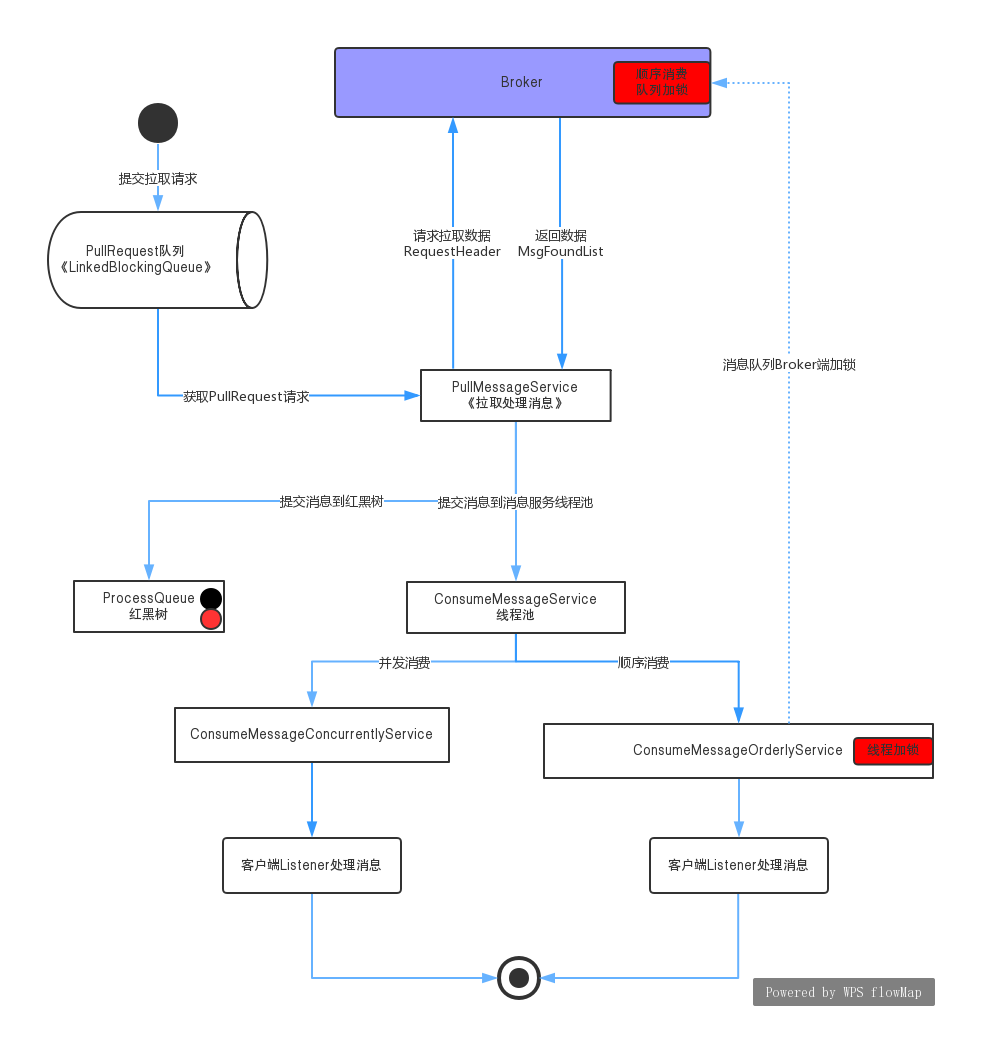 Broker
顺序消费
队列加锁
提交拉取请求
PullRequest队列
《LinkedBlockingQueue》
请求拉取数据
RequestHeader
返回数据
MsgFoundList
消息队列Broker端加锁
获取PullRequest请求
PullMessageService
《拉取处理消息》
提交消息到红黑树
提交消息到消息服务线程池
ProcessQueue
红黑树
ConsumeMessageService
线程池
并发消费
顺序消费
ConsumeMessageConcurrentlyService
ConsumeMessageOrderlyService
线程加锁
客户端Listener处理消息
客户端Listener处理消息
Powered by WPS flowMap